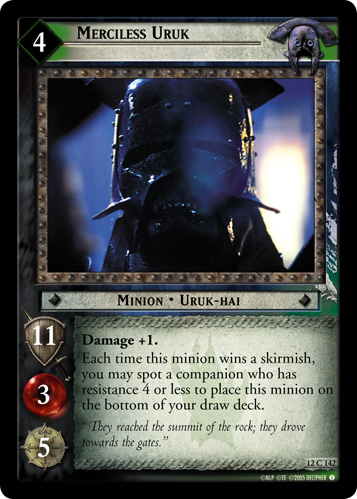 4
Merciless Uruk
Minion • Uruk-hai
11
Damage +1.
Each time this minion wins a skirmish,
you may spot a companion who has
3
resistance 4 or less to place this minion on
the bottom of your draw deck.
5
"They reached the summit of the rock; they drove
towards the gates."
12 C 142
©NLP ©TE ©2005 DECIPHER